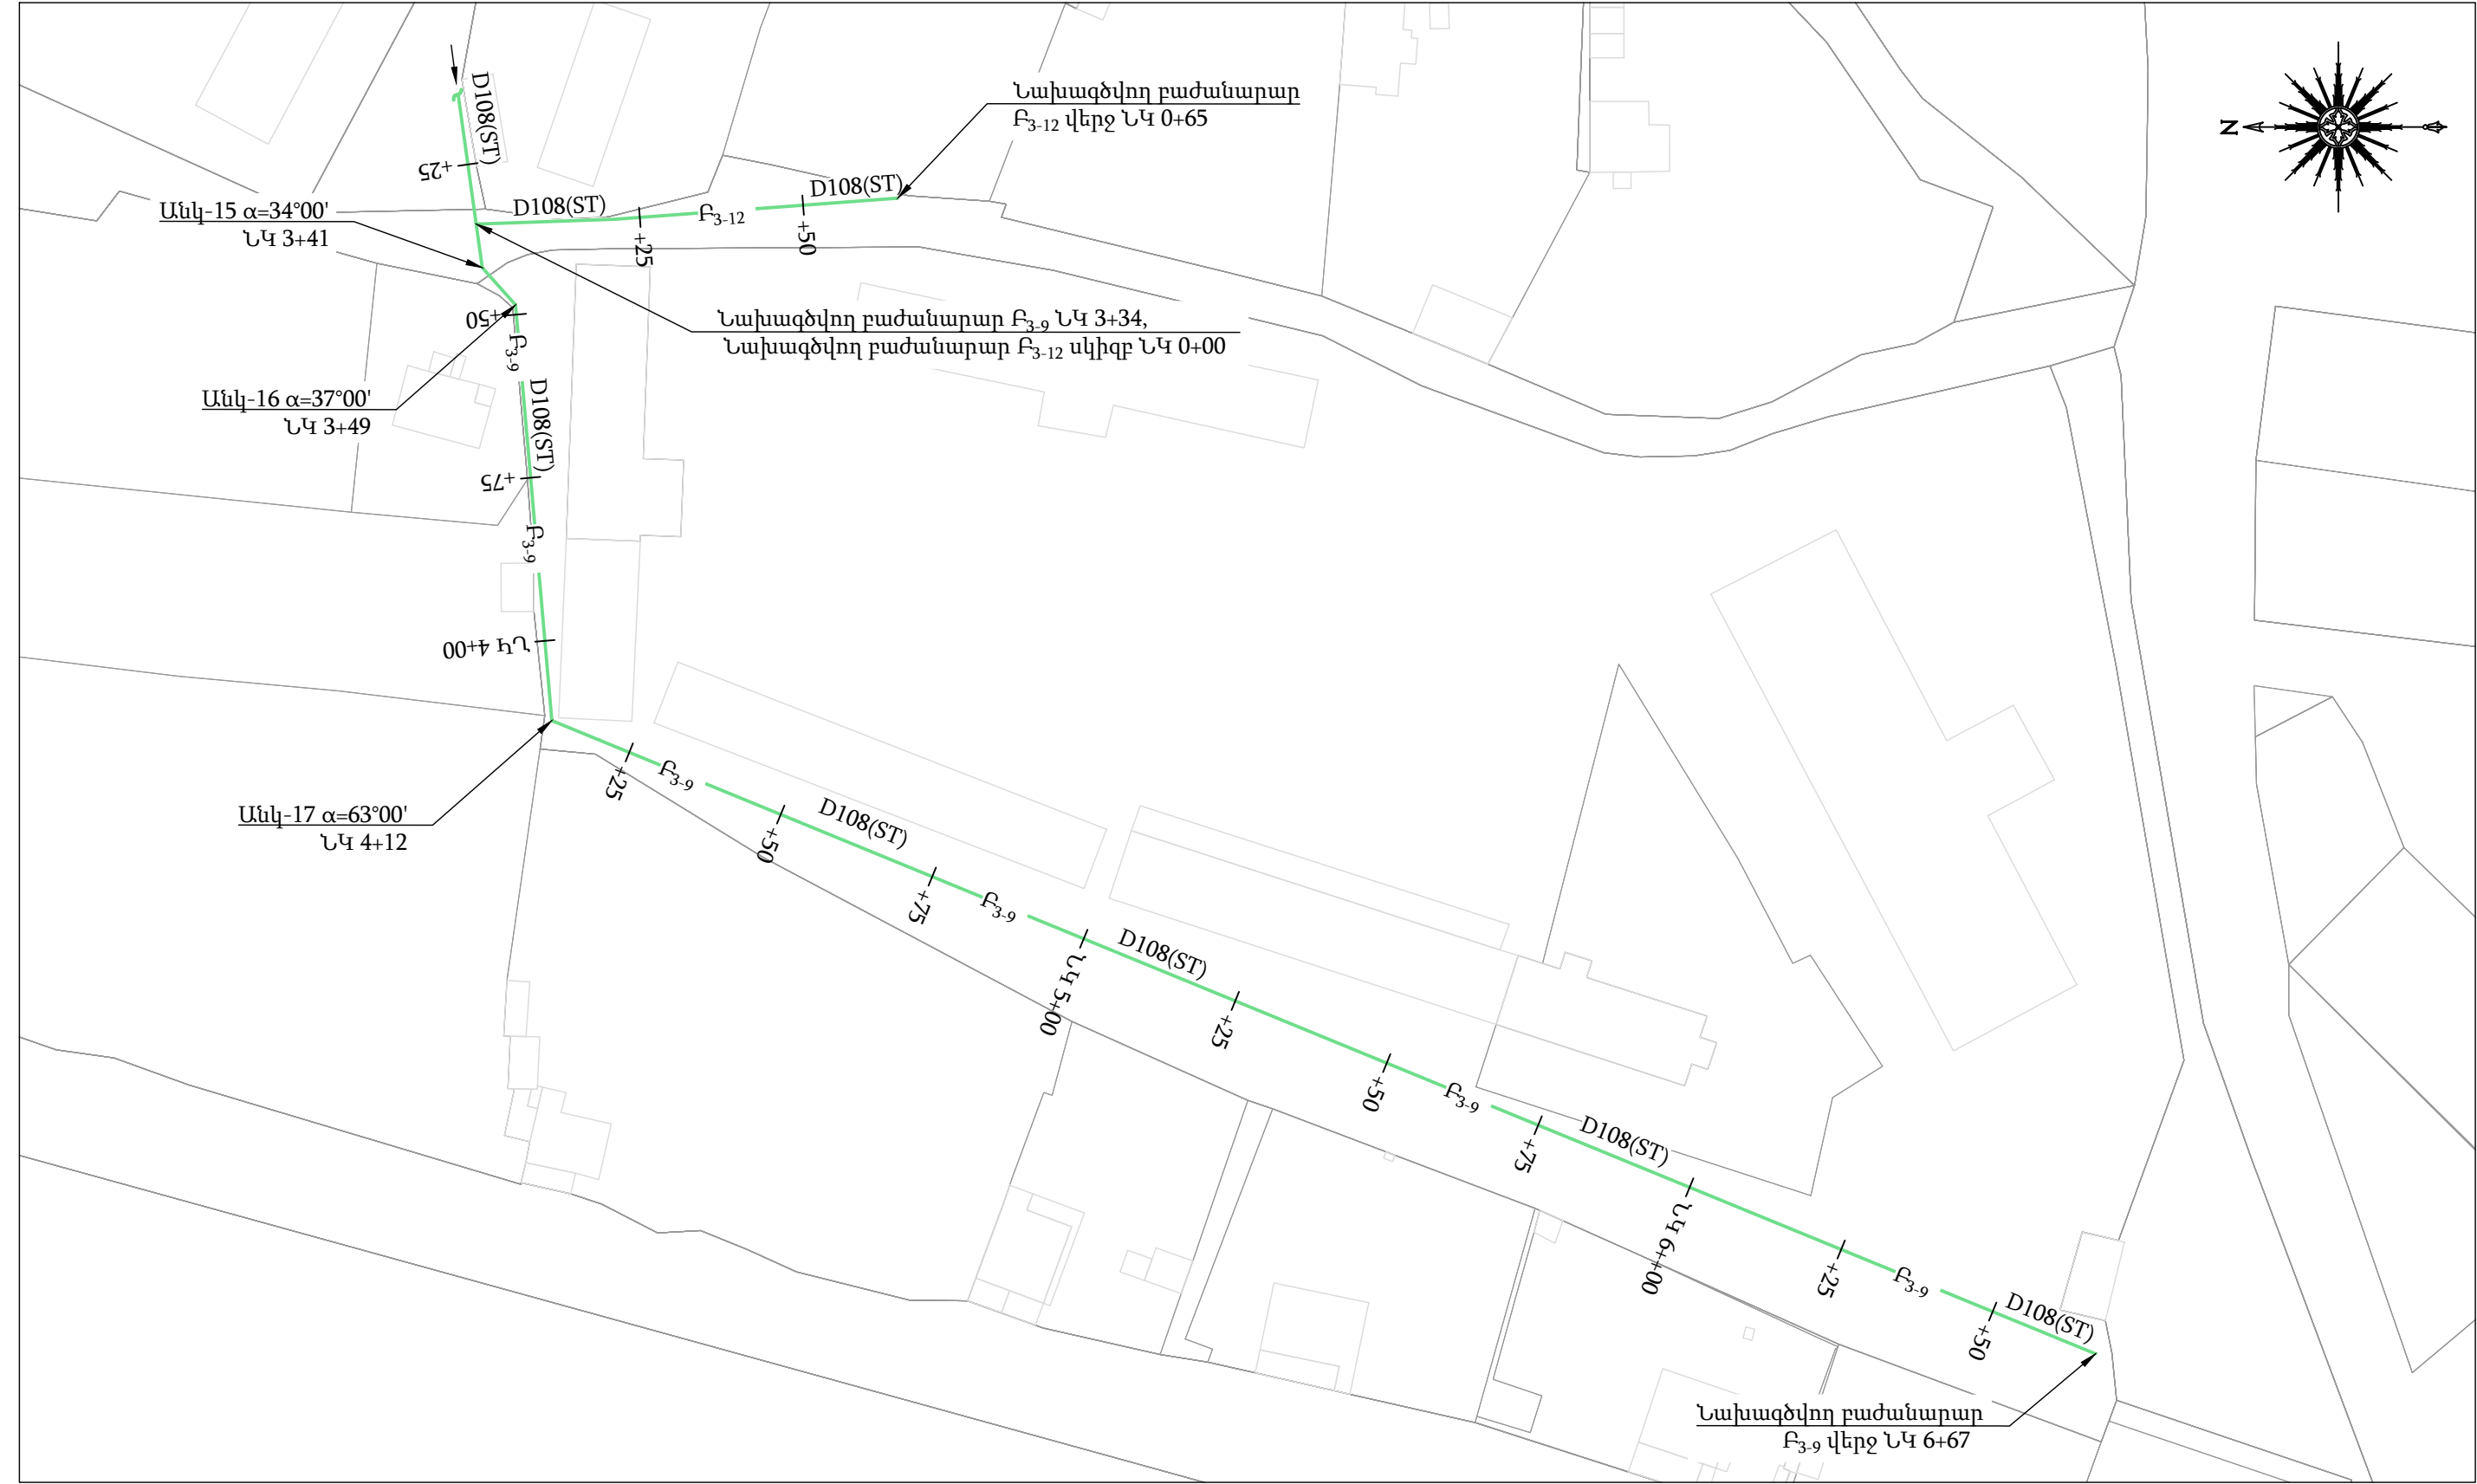 D108(ST)
Նախագծվող բաժանարար
Բ3-12 վերջ ՆԿ 0+65
N
+25
D108(ST)
D108(ST)
Բ3-12
+25
+50
Անկ-15 α=34°00'
ՆԿ 3+41
+50
Նախագծվող բաժանարար Բ3-9 ՆԿ 3+34,
Նախագծվող բաժանարար Բ3-12 սկիզբ ՆԿ 0+00
Բ3-9
Անկ-16 α=37°00'
ՆԿ 3+49
D108(ST)
+75
Բ3-9
ՆԿ 4+00
Անկ-17 α=63°00'
ՆԿ 4+12
+25
Բ3-9
+50
D108(ST)
+75
Բ3-9
ՆԿ 5+00
D108(ST)
+25
+50
Բ3-9
+75
D108(ST)
ՆԿ 6+00
+25
Բ3-9
+50
D108(ST)
Նախագծվող բաժանարար
Բ3-9 վերջ ՆԿ 6+67